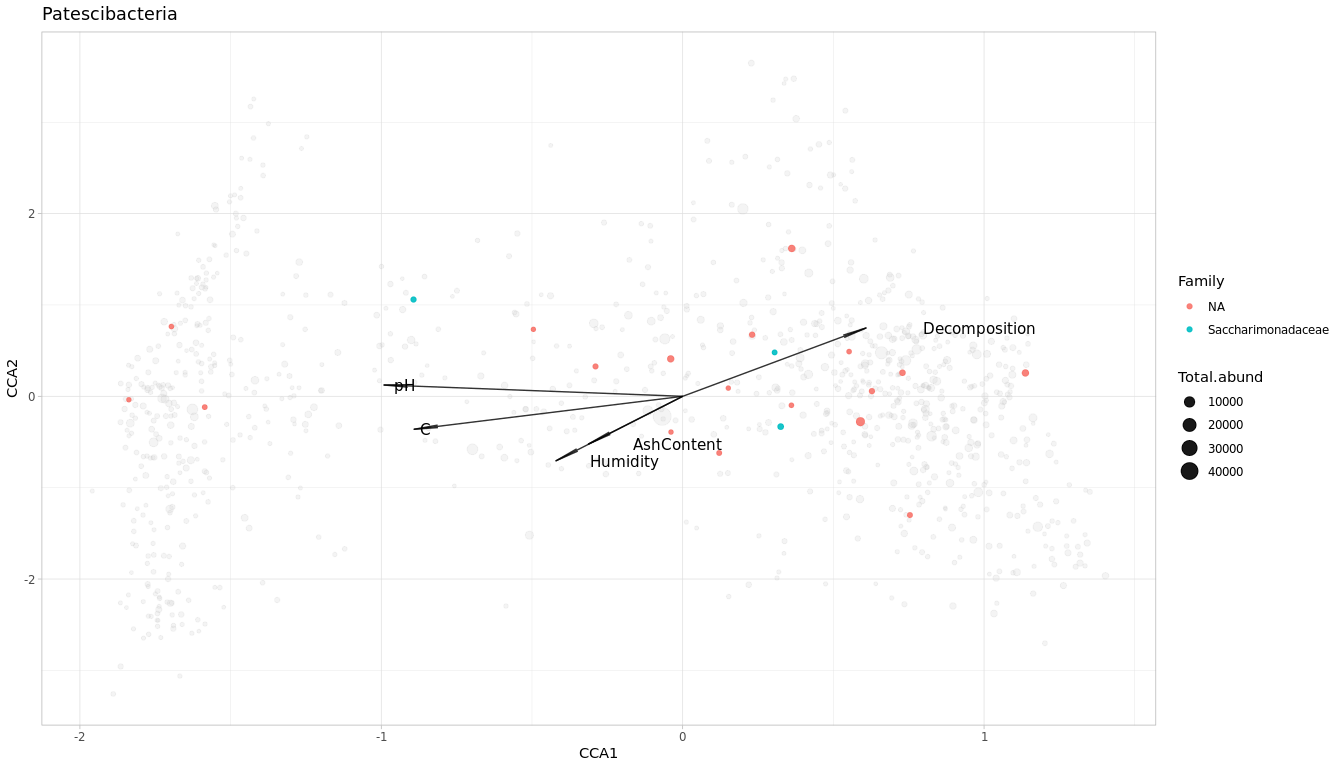 Patescibacteria
CCA2
2
0
-2
Decomposition
pH
C
AshContent
Humidity
-2
-1
0
1
CCA1
Family
NA
Saccharimonadaceae
Total.abund
10000
20000
30000
40000